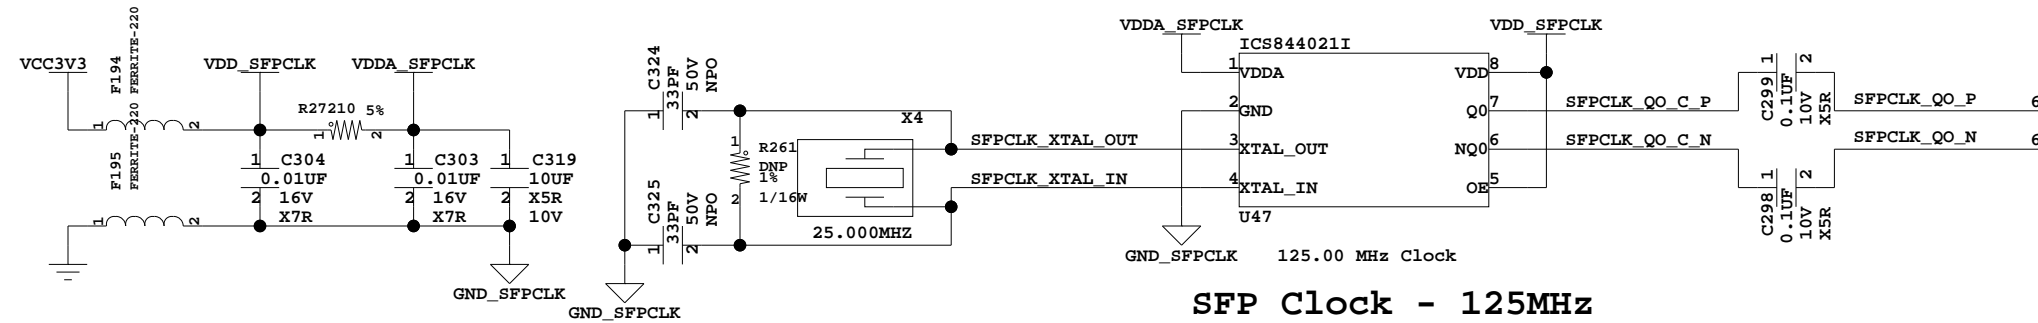 VCC3V3
F194
FERRITE-220
F195
FERRITE-220
1
2
1
2
VDD_SFPCLK
VDDA_SFPCLK
R27210 5%
1
2
1 C304
0.01UF
2 16V
X7R
1 C303
0.01UF
2 16V
X7R
1 C319
10UF
2 X5R
10V
GND_SFPCLK
C324
33PF
50V
NPO
1
2
C325
33PF
50V
NPO
1
2
GND_SFPCLK
1
R261
DNP
1%
2 1/16W
X4
25.000MHZ
SFPCLK_XTAL_OUT
SFPCLK_XTAL_IN
VDDA_SFPCLK
VDD_SFPCLK
ICS844021I
1 VDDA
2 GND
3 XTAL_OUT
4 XTAL_IN
VDD 8
Q0 7
NQ0 6
OE 5
U47
GND_SFPCLK
125.00 MHz Clock
SFPCLK_QO_C_P
SFPCLK_QO_C_N
1
2
C299
0.1UF
10V
X5R
1
2
C298
0.1UF
10V
X5R
SFPCLK_QO_P
6
SFPCLK_QO_N
6
SFP Clock - 125MHz